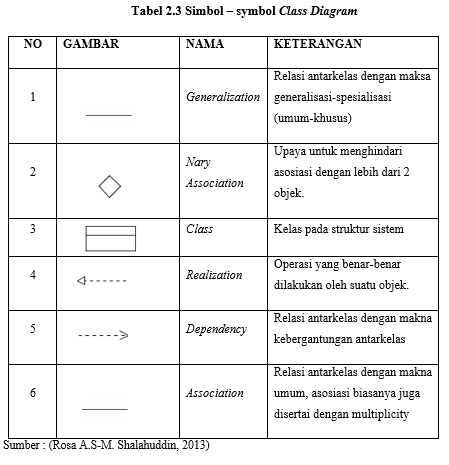 Tabel 2.3 Simbol – symbol Class Diagram
NO GAMBAR NAMA KETERANGAN
1 Generalization Relasi antarkelas dengan maksa
generalisasi-spesialisasi
(umum-khusus)
2 Nary
Association
Upaya untuk menghindari
asosiasi dengan lebih dari 2
objek.
3 Class Kelas pada struktur sistem
4 Realization Operasi yang benar-benar
dilakukan oleh suatu objek.
5 Dependency Relasi antarkelas dengan makna
kebergantungan antarkelas
6 Association Relasi antarkelas dengan makna
umum, asosiasi biasanya juga
disertai dengan multiplicity
Sumber : (Rosa A.S-M. Shalahuddin, 2013)